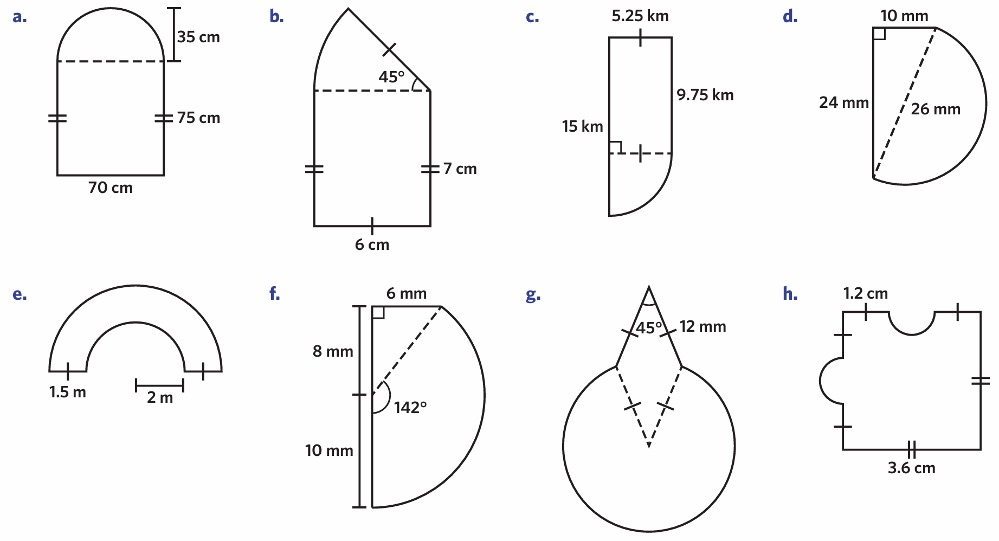 a.
35 cm
75 cm
70 cm
b.
45°
7 cm
6 cm
c.
5.25 km
9.75 km
15 km
d.
10 mm
24 mm
26 mm
e.
1.5 m
2 m
f.
6 mm
8 mm
142°
10 mm
g.
45°
12 mm
h.
1.2 cm
3.6 cm